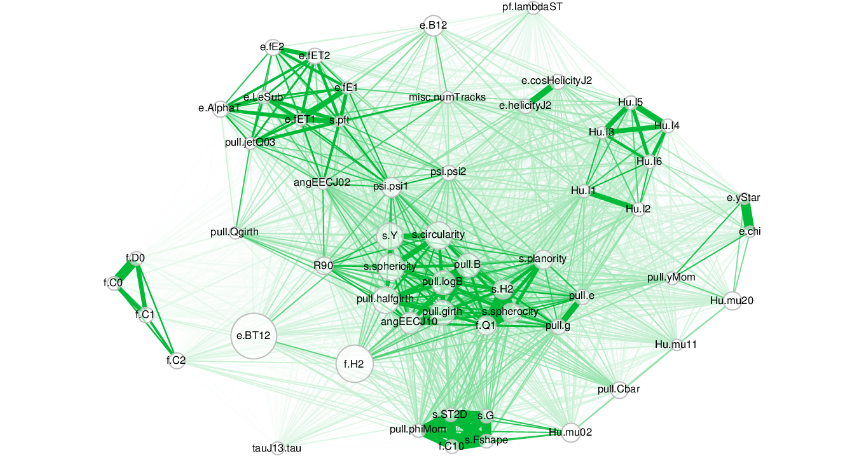 pf.lambdaST
e.B12
e.fE2
e.fET2
e.cosHelicityJ2
e.fE1
e.LeSub
misc.numTracks
e.helicityJ2
Hu.I5
e.Alpha1
e.fET1
s.pft
Hu.I3
Hu.I4
pull.jetQ03
Hu.I6
psi.psi2
angEECJ02
psi.psi1
Hu.I1
e.yStar
Hu.I2
pull.Qgirth
s.Y
s.circularity
e.chi
f.D0
R90
s.sphericity
pull.B
s.planority
f.C0
pull.logB
s.H2
pull.yMom
pull.halfgirth
pull.e
Hu.mu20
f.C1
pull.girth
s.spherocity
angEECJ10
f.Q1
pull.g
e.BT12
Hu.mu11
f.C2
f.H2
pull.Cbar
s.ST2D
s.G
pull.phiMom
Hu.mu02
s.Fshape
f.C10
tauJ13.tau